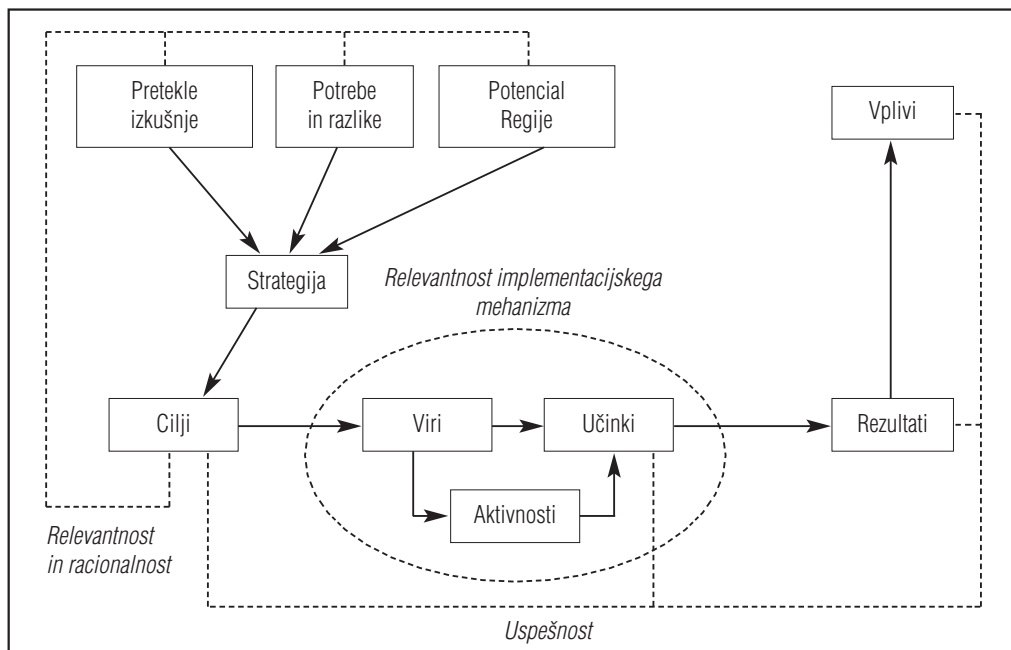 Pretekle
izkušnje
Potrebe
in razlike
Potencial
Regije
Vplivi
Strategija
Relevantnost implementacijskega
mehanizma
Cilji
Viri
Učinki
Rezultati
Aktivnosti
Relevantnost
in racionalnost
Uspešnost